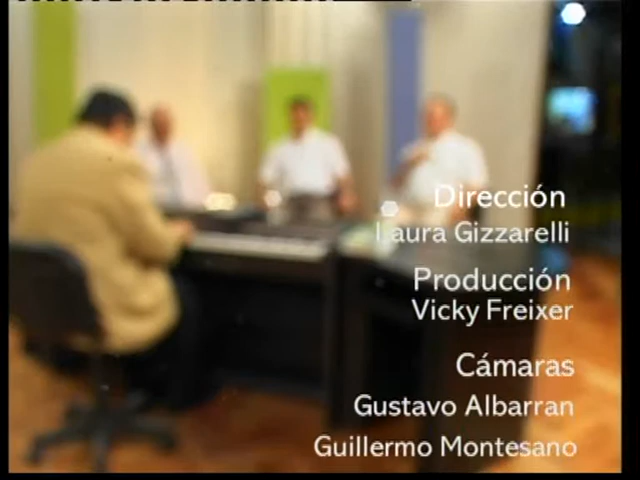 Dirección
Laura Gizzarelli
Producción
Vicky Freixer
Cámaras
Gustavo Albarran
Guillermo Montesano